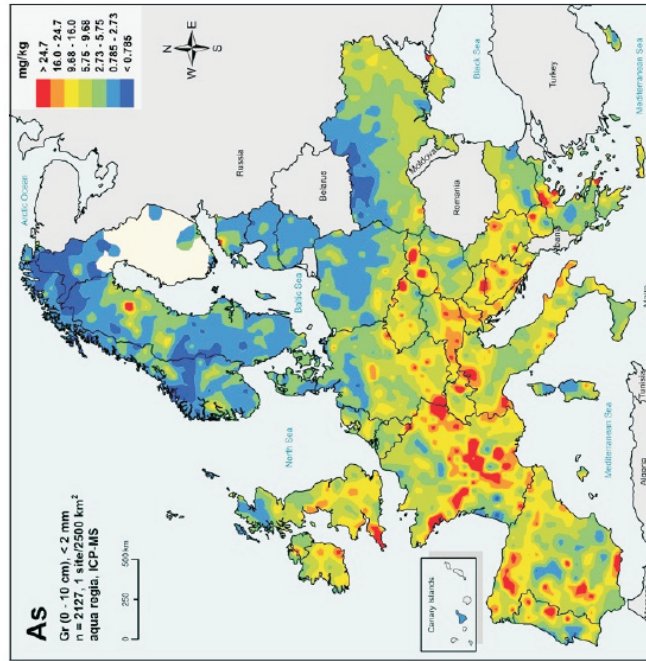 As
Gr (0 - 10 cm), < 2 mm
n = 2127, 1 site/2500 km²
aqua regia, ICP-MS
0 250 500 km
mg/kg
> 24.7
16.0 - 24.7
9.68 - 16.0
5.75 - 9.68
2.73 - 5.75
0.785 - 2.73
< 0.785
N
W E
S
Arctic Ocean
Russia
North Sea
Baltic Sea
Belarus
Moldova
Romania
Black Sea
Albania
Turkey
Canary Islands
Mediterranean Sea
Mediterranean Sea
Algeria
Tunisia